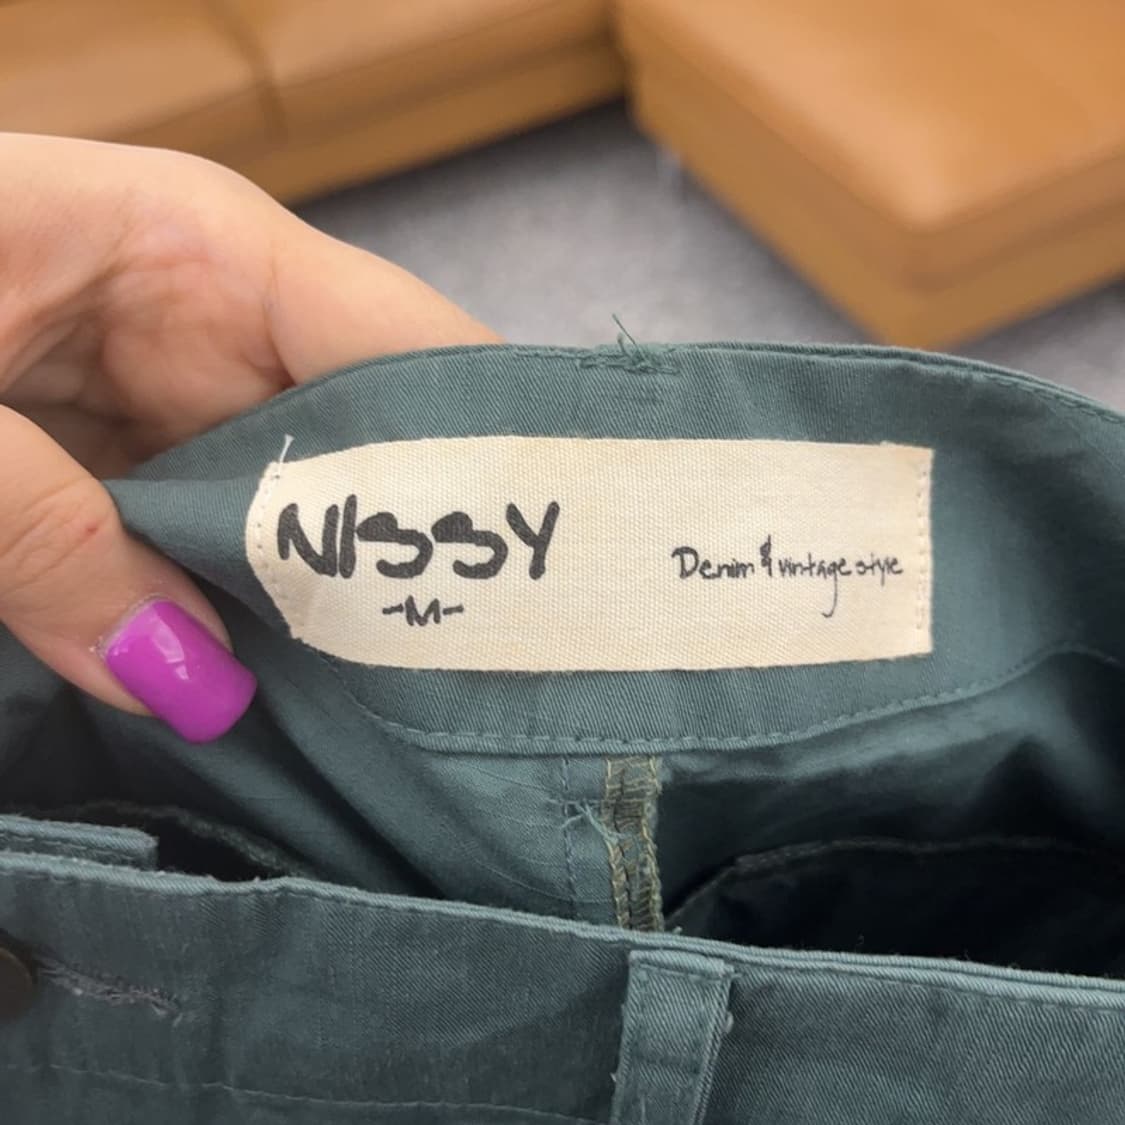 NISSY
-M-
Denim & vintage style